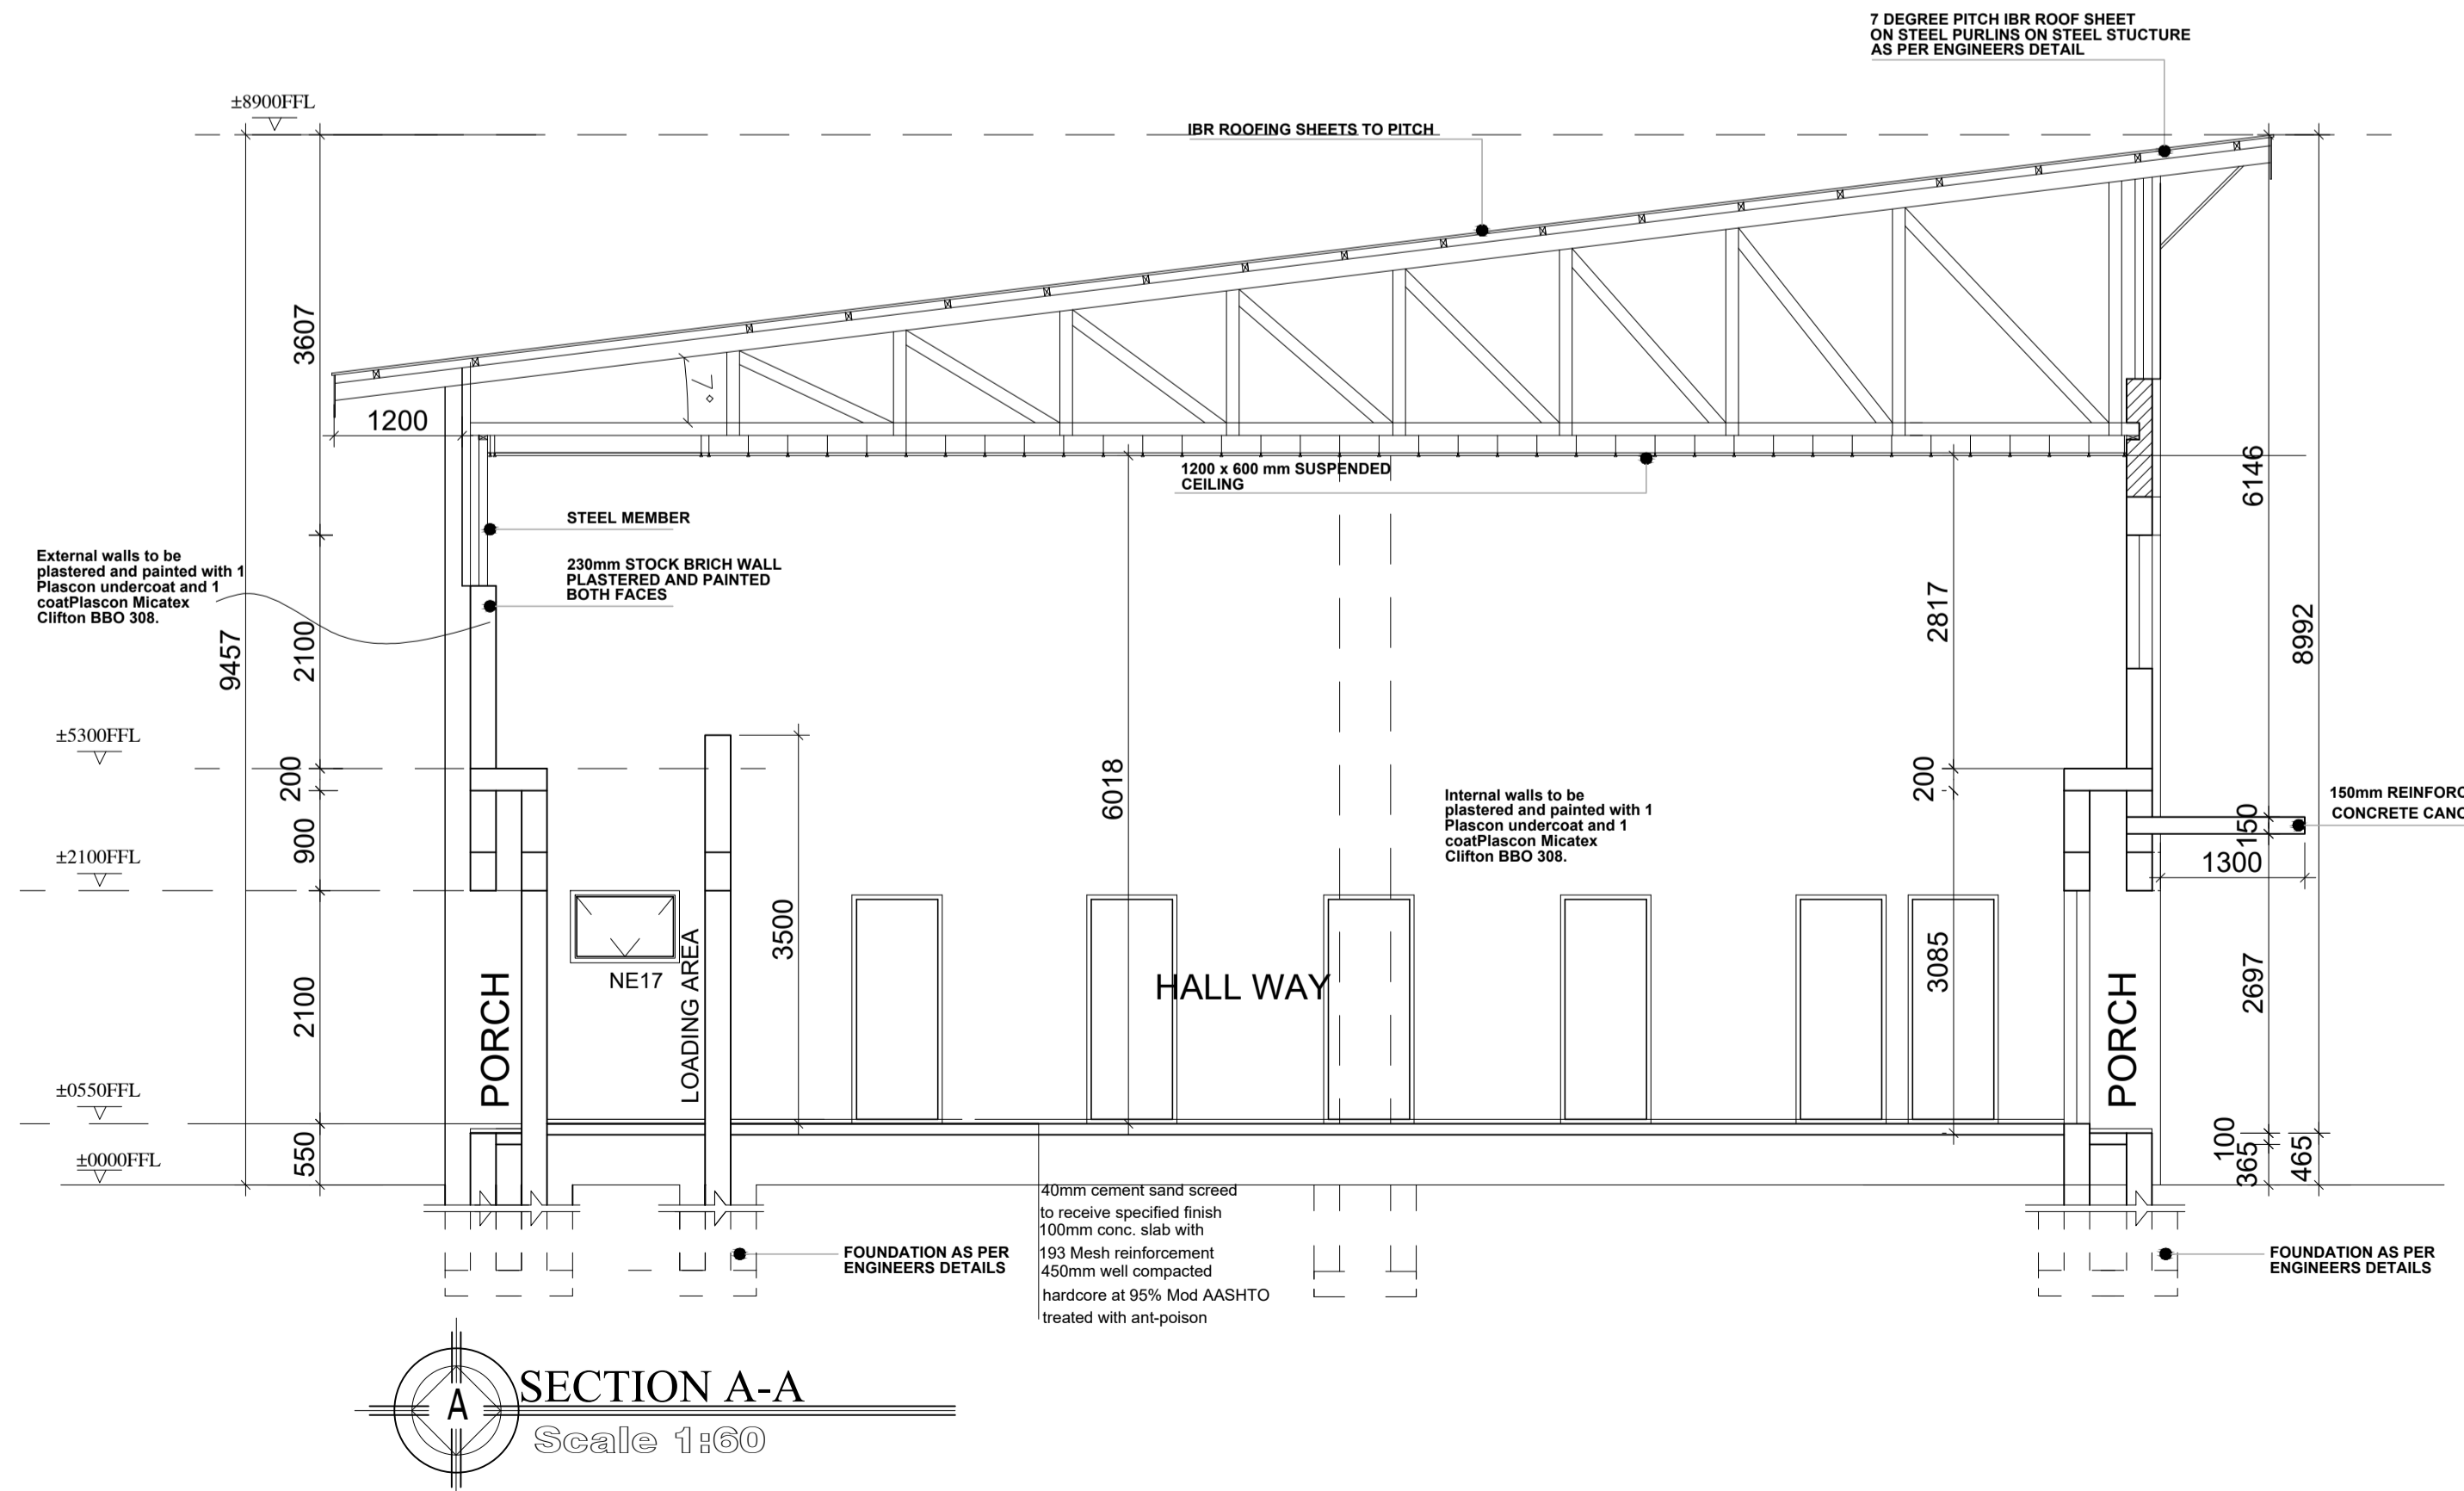 7 DEGREE PITCH IBR ROOF SHEET
ON STEEL PURLINS ON STEEL STUCTURE
AS PER ENGINEERS DETAIL
±8900FFL
IBR ROOFING SHEETS TO PITCH
3607
7°
1200
1200 x 600 mm SUSPENDED
CEILING
6146
STEEL MEMBER
External walls to be
plastered and painted with 1
Plascon undercoat and 1
coatPlascon Micatex
Clifton BBO 308.
230mm STOCK BRICH WALL
PLASTERED AND PAINTED
BOTH FACES
9457
2100
2817
8992
±5300FFL
200
6018
200
900
Internal walls to be
plastered and painted with 1
Plascon undercoat and 1
coatPlascon Micatex
Clifton BBO 308.
150mm REINFORC
CONCRETE CANO
150
1300
±2100FFL
3500
3085
2697
NE17
LOADING AREA
HALL WAY
PORCH
PORCH
2100
±0550FFL
550
±0000FFL
100
365
465
40mm cement sand screed
to receive specified finish
100mm conc. slab with
193 Mesh reinforcement
450mm well compacted
hardcore at 95% Mod AASHTO
treated with ant-poison
FOUNDATION AS PER
ENGINEERS DETAILS
FOUNDATION AS PER
ENGINEERS DETAILS
A
SECTION A-A
Scale 1:60